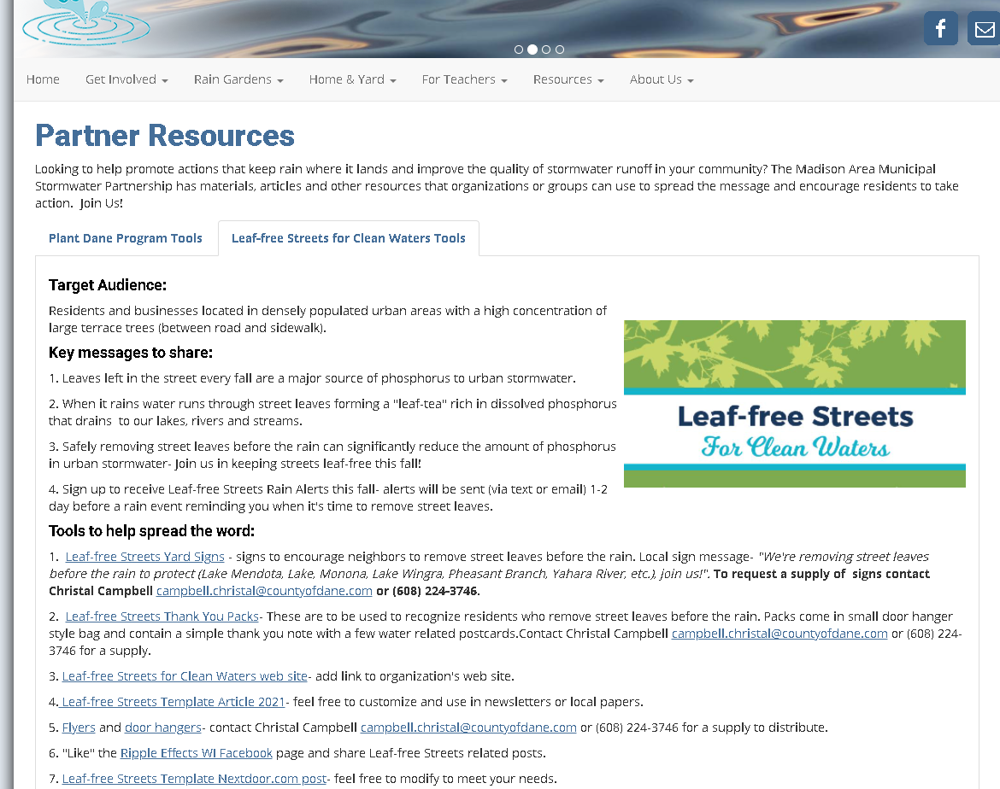 Home Get Involved Rain Gardens Home & Yard For Teachers Resources About Us
Partner Resources
Looking to help promote actions that keep rain where it lands and improve the quality of stormwater runoff in your community? The Madison Area Municipal
Stormwater Partnership has materials, articles and other resources that organizations or groups can use to spread the message and encourage residents to take
action.  Join Us!
Plant Dane Program Tools Leaf-free Streets for Clean Waters Tools
Target Audience:
Residents and businesses located in densely populated urban areas with a high concentration of
large terrace trees (between road and sidewalk).
Key messages to share:
1. Leaves left in the street every fall are a major source of phosphorus to urban stormwater.
2. When it rains water runs through street leaves forming a "leaf-tea" rich in dissolved phosphorus
that drains  to our lakes, rivers and streams.
3. Safely removing street leaves before the rain can significantly reduce the amount of phosphorus
in urban stormwater- Join us in keeping streets leaf-free this fall!
4. Sign up to receive Leaf-free Streets Rain Alerts this fall- alerts will be sent (via text or email) 1-2
day before a rain event reminding you when it's time to remove street leaves.
Leaf-free Streets
For Clean Waters
Tools to help spread the word:
1.  Leaf-free Streets Yard Signs - signs to encourage neighbors to remove street leaves before the rain. Local sign message- "We're removing street leaves
before the rain to protect (Lake Mendota, Lake, Monona, Lake Wingra, Pheasant Branch, Yahara River, etc.), join us!". To request a supply of  signs contact
Christal Campbell campbell.christal@countyofdane.com or (608) 224-3746.
2.  Leaf-free Streets Thank You Packs- These are to be used to recognize residents who remove street leaves before the rain. Packs come in small door hanger
style bag and contain a simple thank you note with a few water related postcards.Contact Christal Campbell campbell.christal@countyofdane.com or (608) 224-
3746 for a supply.
3. Leaf-free Streets for Clean Waters web site- add link to organization's web site.
4. Leaf-free Streets Template Article 2021- feel free to customize and use in newsletters or local papers.
5. Flyers and door hangers- contact Christal Campbell campbell.christal@countyofdane.com or (608) 224-3746 for a supply to distribute.
6. "Like" the Ripple Effects WI Facebook page and share Leaf-free Streets related posts.
7. Leaf-free Streets Template Nextdoor.com post- feel free to modify to meet your needs.